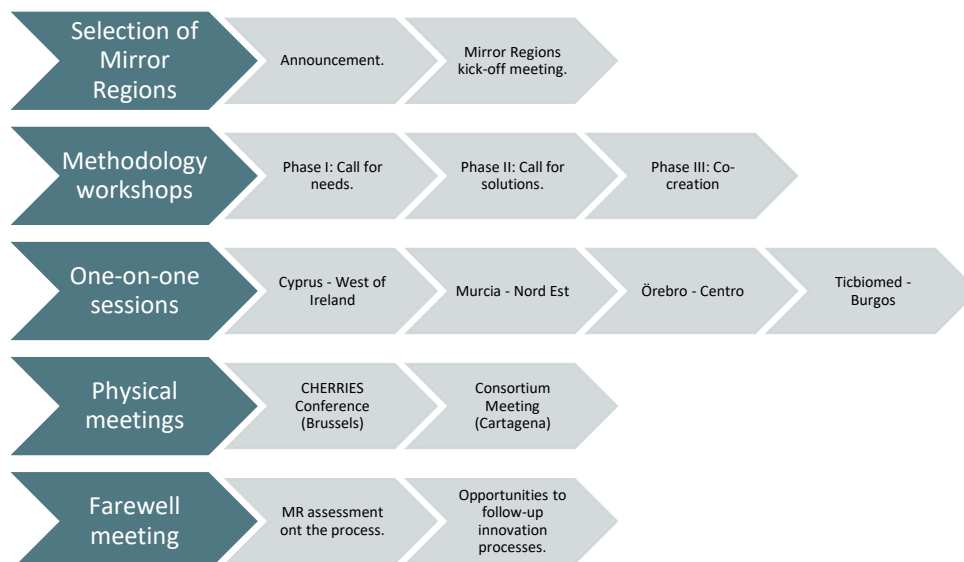 Selection of
Mirror
Regions
Announcement.
Mirror Regions
kick-off meeting.
Methodology
workshops
Phase I: Call for
needs.
Phase II: Call for
solutions.
Phase III: Co-
creation
One-on-one
sessions
Cyprus - West of
Ireland
Murcia - Nord Est
Örebro - Centro
Ticbiomed -
Burgos
Physical
meetings
CHERRIES
Conference
(Brussels)
Consortium
Meeting
(Cartagena)
Farewell
meeting
MR assessment
ont the process.
Opportunities to
follow-up
innovation
processes.